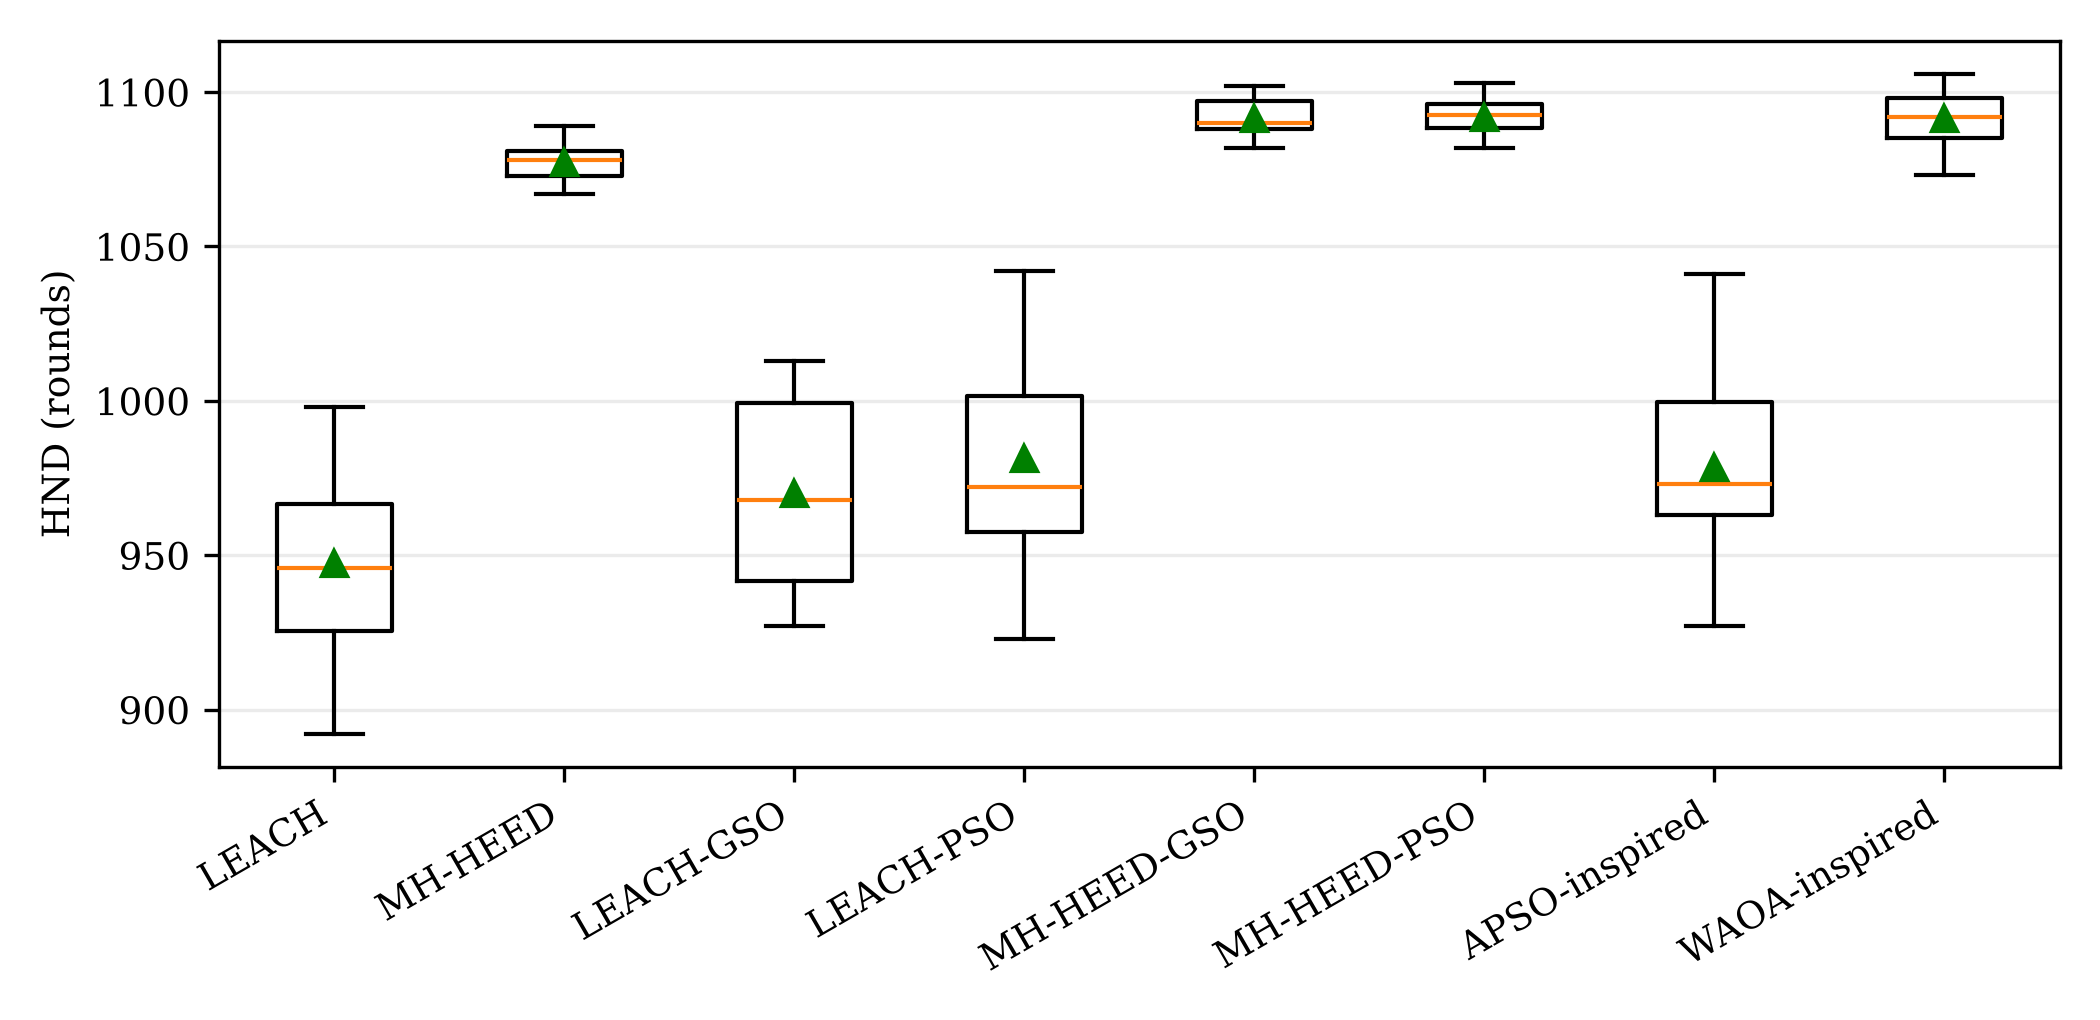 HND (rounds)
1100
1050
1000
950
900
LEACH
MH-HEED
LEACH-GSO
LEACH-PSO
MH-HEED-GSO
MH-HEED-PSO
APSO-inspired
WAOA-inspired